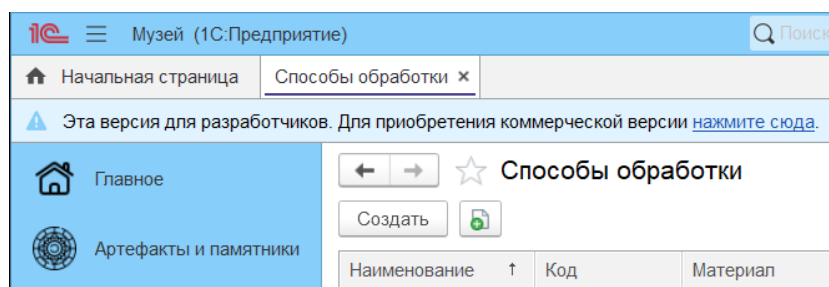 1С Музей (1С:Предприятие) Поиск
Начальная страница Способы обработки ×
Эта версия для разработчиков. Для приобретения коммерческой версии нажмите сюда.
Главное
Артефакты и памятники
Способы обработки
Создать
Наименование ↑ Код Материал